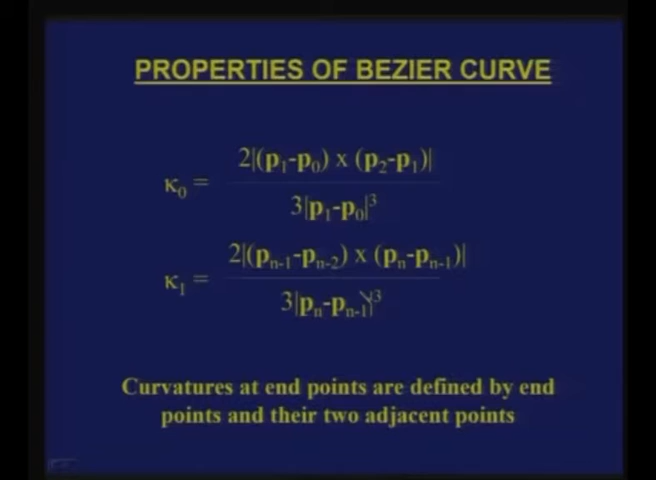 PROPERTIES OF BEZIER CURVE
κ₀ = 2|(p₁-p₀) x (p₂-p₁)| / 3|p₁-p₀|³
κ₁ = 2|(pₙ₋₁-pₙ₋₂) x (pₙ-pₙ₋₁)| / 3|pₙ-pₙ₋₁|³
Curvatures at end points are defined by end
points and their two adjacent points